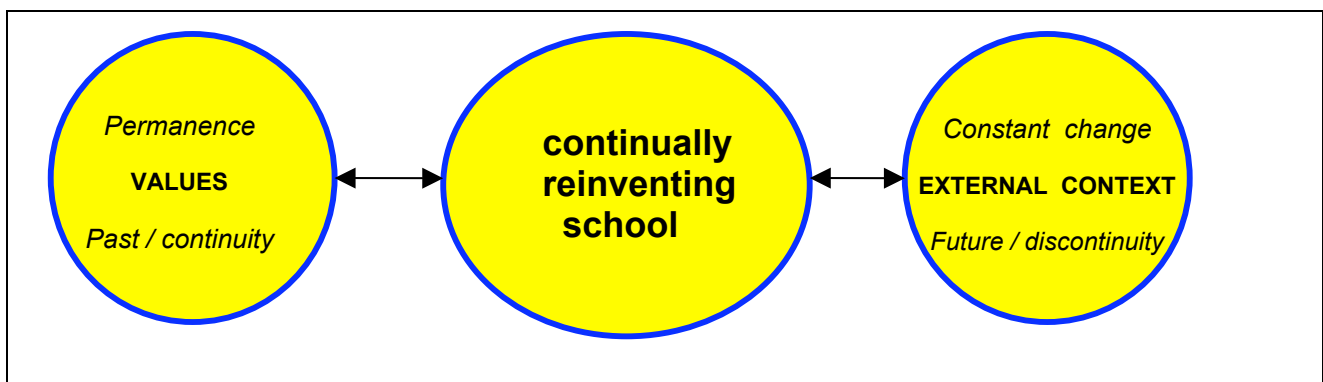 Permanence
VALUES
Past / continuity
continually
reinventing
school
Constant change
EXTERNAL CONTEXT
Future / discontinuity